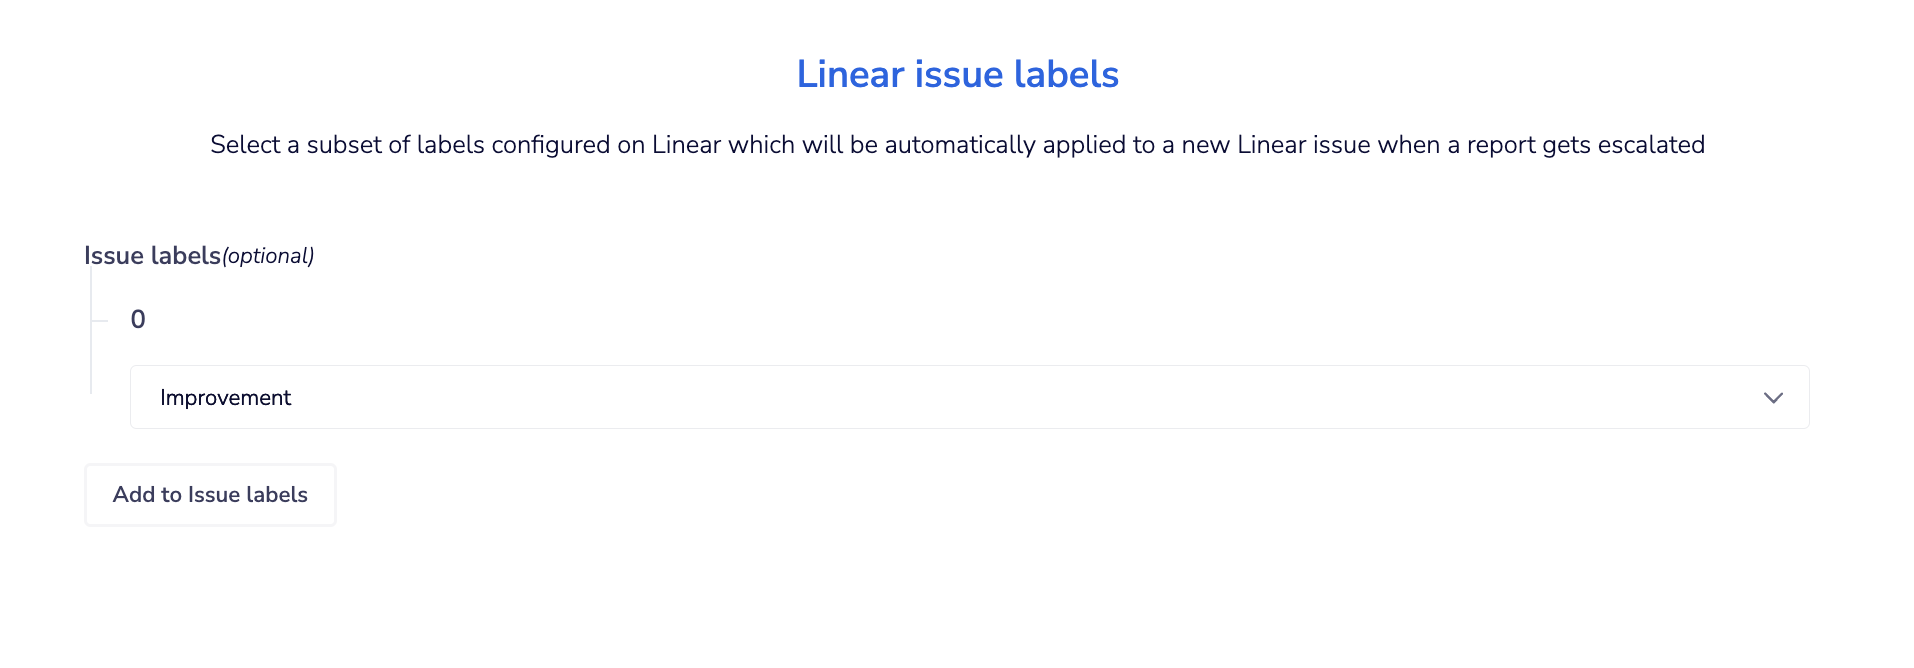 Linear issue labels
Select a subset of labels configured on Linear which will be automatically applied to a new Linear issue when a report gets escalated
Issue labels(optional)
0
Improvement
Add to Issue labels